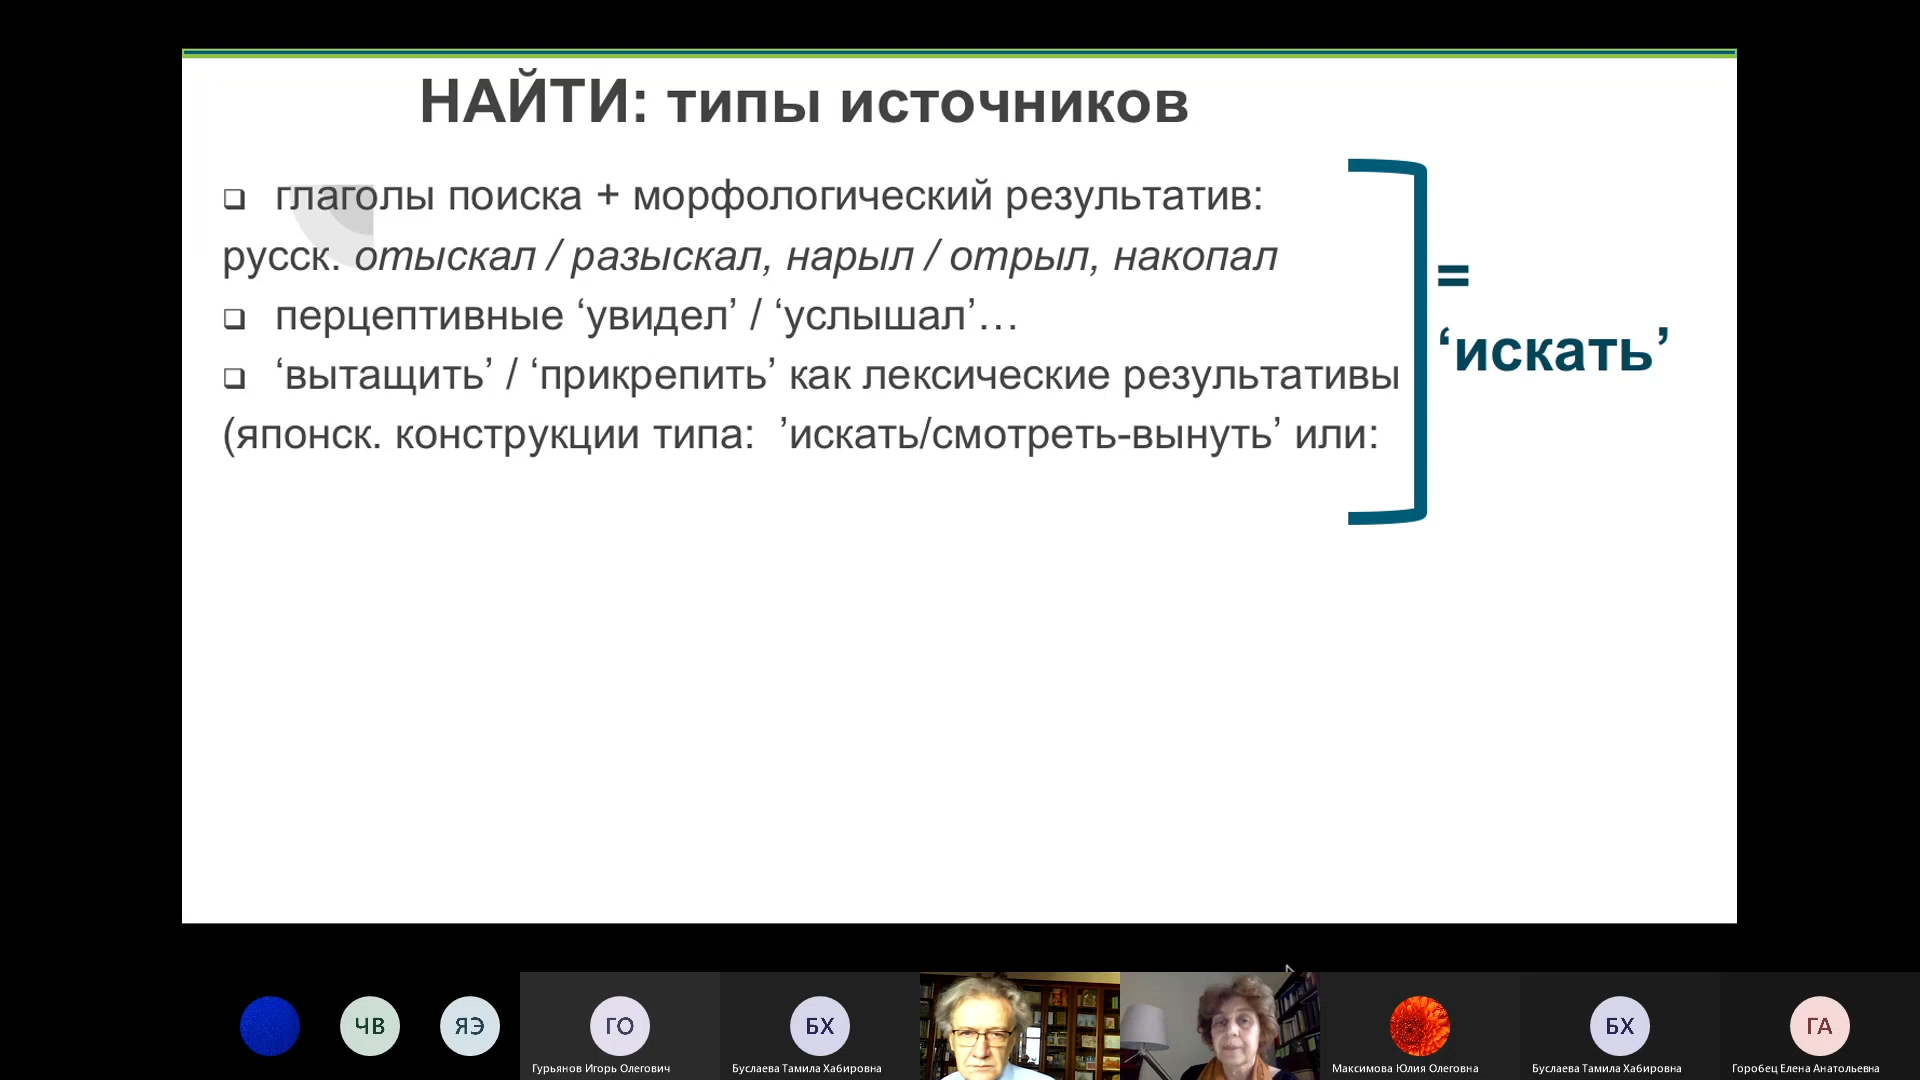 НАЙТИ: типы источников
❑ глаголы поиска + морфологический результатив:
русск. отыскал / разыскал, нарыл / отрыл, накопал
❑ перцептивные ‘увидел’ / ‘услышал’…
❑ ‘вытащить’ / ‘прикрепить’ как лексические результативы
(японск. конструкции типа: ’искать/смотреть-вынуть’ или:
=
‘искать’
ЧВ
ЯЭ
ГО
БХ
БХ
ГА
Гурьянов Игорь Олегович
Буслаева Тамила Хабировна
Максимова Юлия Олеговна
Буслаева Тамила Хабировна
Горобец Елена Анатольевна